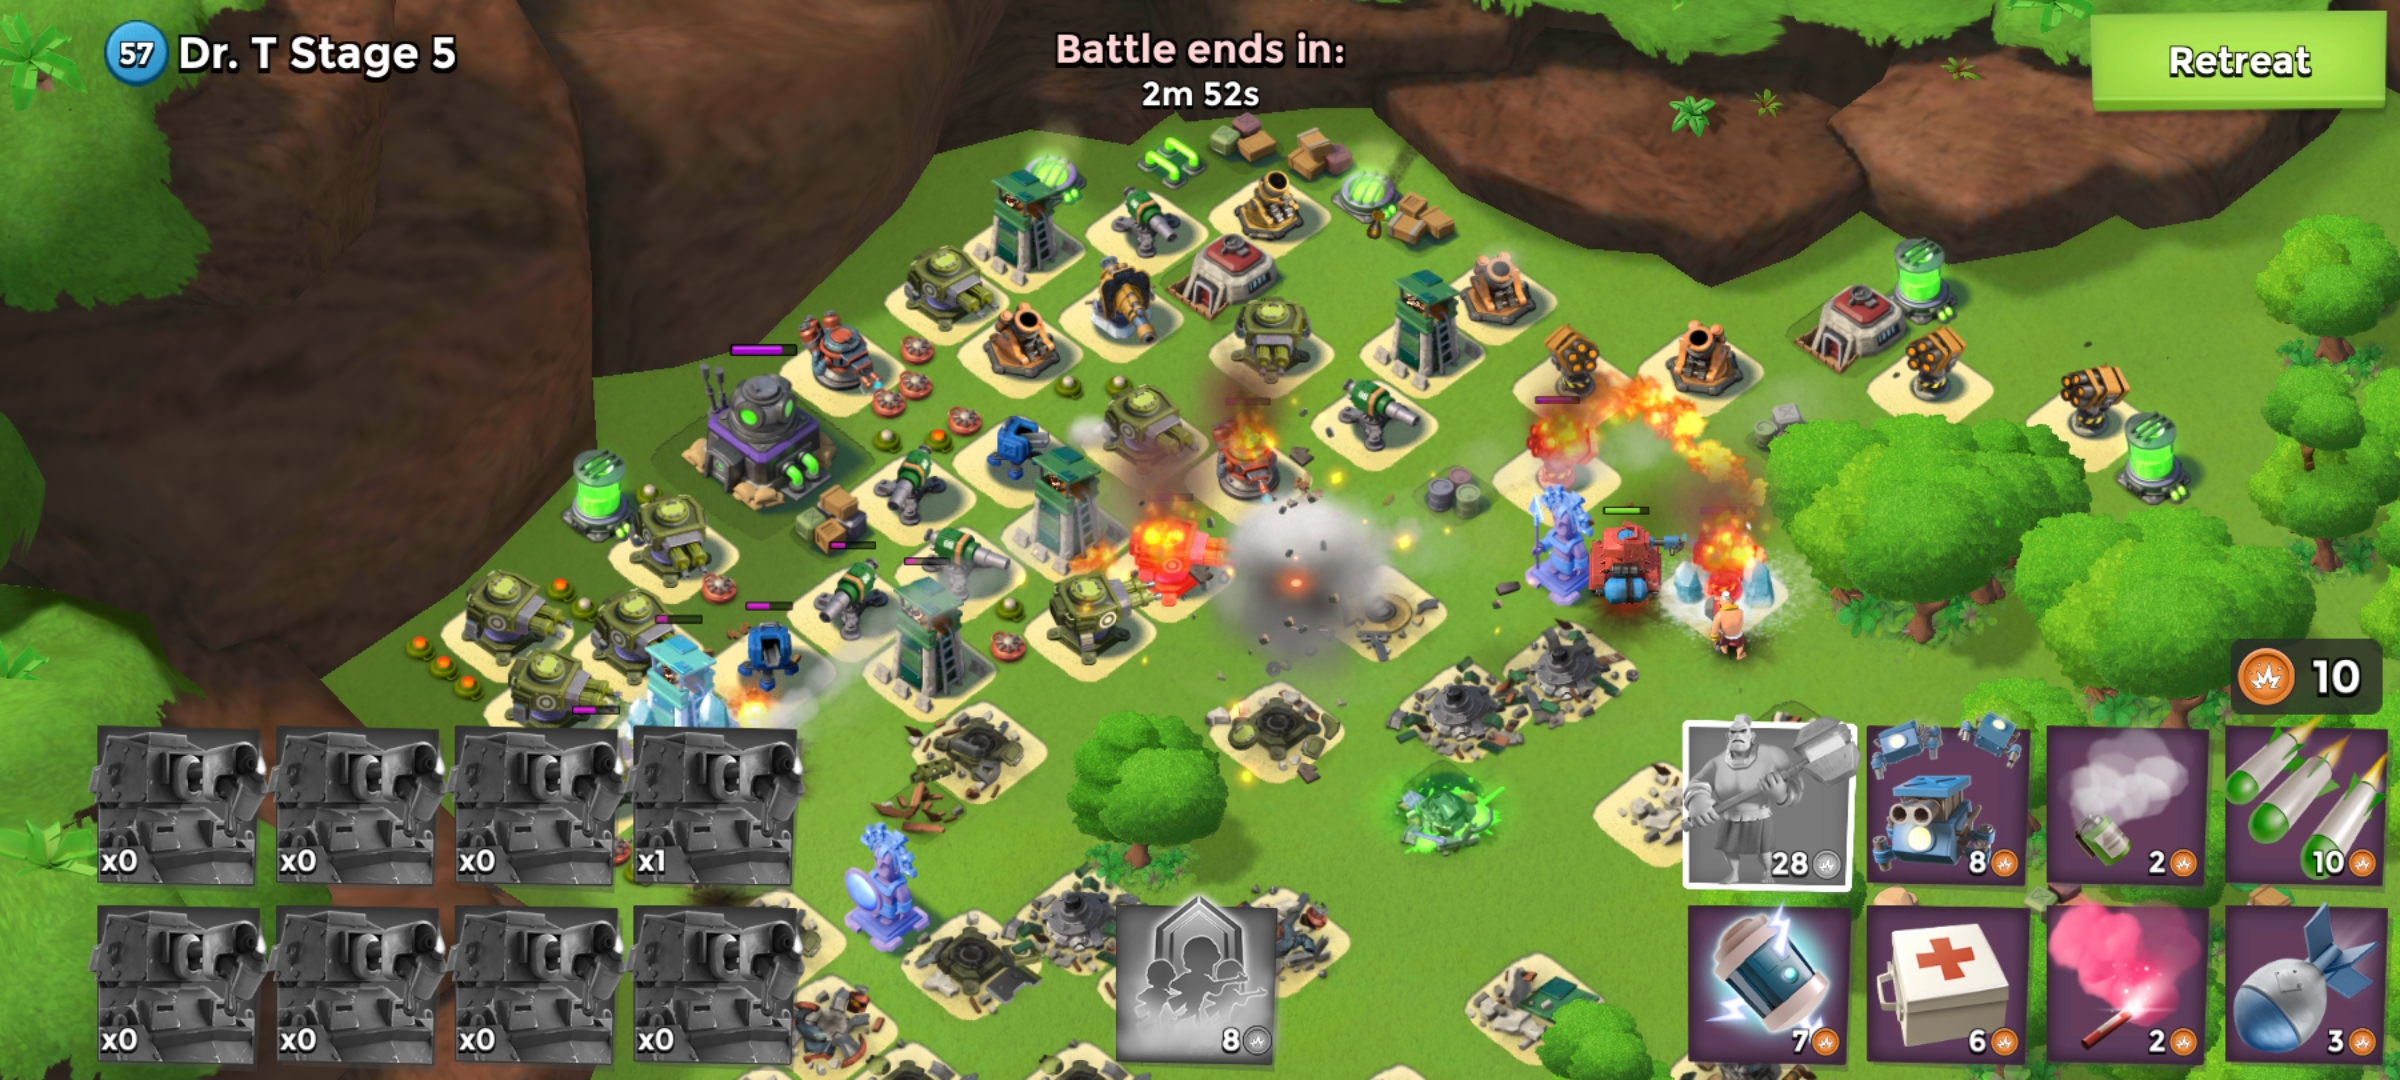 57 Dr. T Stage 5
Battle ends in:
2m 52s
Retreat
10
x0
x0
x0
x1
28
8
2
10
x0
x0
x0
x0
8
7
6
2
3